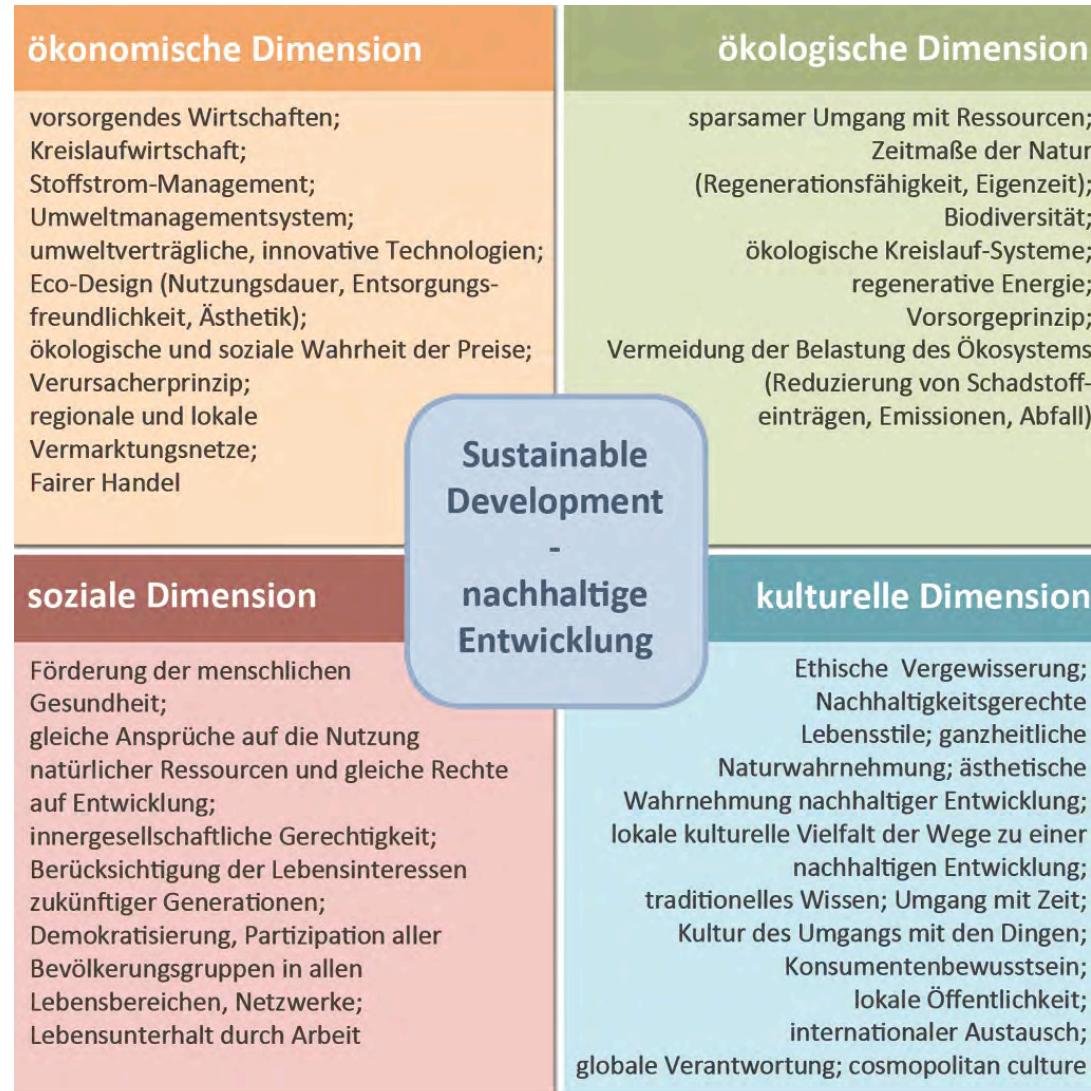 ökonomische Dimension
vorsorgendes Wirtschaften;
Kreislaufwirtschaft;
Stoffstrom-Management;
Umweltmanagementsystem;
umweltverträgliche, innovative Technologien;
Eco-Design (Nutzungsdauer, Entsorgungs-
freundlichkeit, Ästhetik);
ökologische und soziale Wahrheit der Preise;
Verursacherprinzip;
regionale und lokale
Vermarktungsnetze;
Fairer Handel
ökologische Dimension
sparsamer Umgang mit Ressourcen;
Zeitmaße der Natur
(Regenerationsfähigkeit, Eigenzeit);
Biodiversität;
ökologische Kreislauf-Systeme;
regenerative Energie;
Vorsorgeprinzip;
Vermeidung der Belastung des Ökosystems
(Reduzierung von Schadstoff-
einträgen, Emissionen, Abfall)
Sustainable
Development
-
nachhaltige
Entwicklung
soziale Dimension
Förderung der menschlichen
Gesundheit;
gleiche Ansprüche auf die Nutzung
natürlicher Ressourcen und gleiche Rechte
auf Entwicklung;
innergesellschaftliche Gerechtigkeit;
Berücksichtigung der Lebensinteressen
zukünftiger Generationen;
Demokratisierung, Partizipation aller
Bevölkerungsgruppen in allen
Lebensbereichen, Netzwerke;
Lebensunterhalt durch Arbeit
kulturelle Dimension
Ethische Vergewisserung;
Nachhaltigkeitsgerechte
Lebensstile; ganzheitliche
Naturwahrnehmung; ästhetische
Wahrnehmung nachhaltiger Entwicklung;
lokale kulturelle Vielfalt der Wege zu einer
nachhaltigen Entwicklung;
traditionelles Wissen; Umgang mit Zeit;
Kultur des Umgangs mit den Dingen;
Konsumentenbewusstsein;
lokale Öffentlichkeit;
internationaler Austausch;
globale Verantwortung; cosmopolitan culture